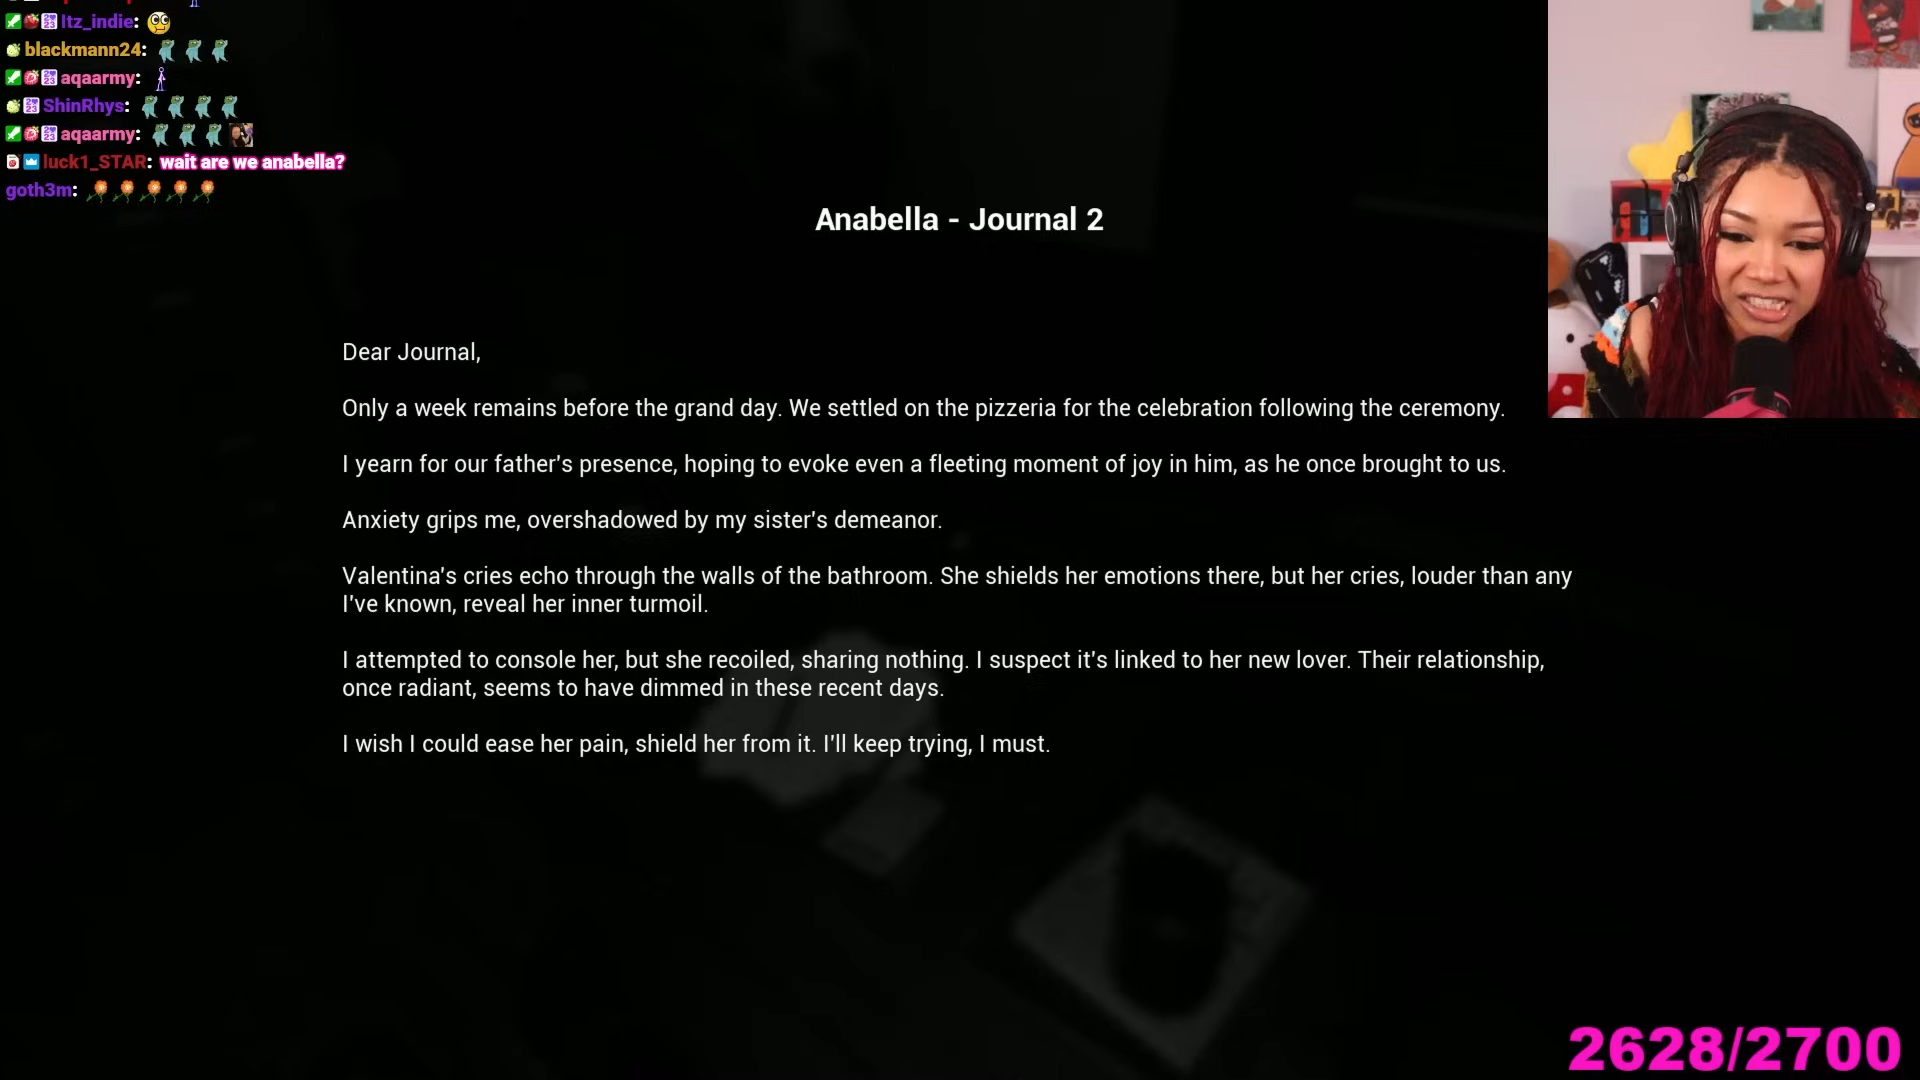 Itz_indie:
blackmann24:
aqaarmy:
ShinRhys:
aqaarmy:
luck1_STAR: wait are we anabella?
goth3m:
Anabella - Journal 2
Dear Journal,
Only a week remains before the grand day. We settled on the pizzeria for the celebration following the ceremony.
I yearn for our father's presence, hoping to evoke even a fleeting moment of joy in him, as he once brought to us.
Anxiety grips me, overshadowed by my sister's demeanor.
Valentina's cries echo through the walls of the bathroom. She shields her emotions there, but her cries, louder than any
I've known, reveal her inner turmoil.
I attempted to console her, but she recoiled, sharing nothing. I suspect it's linked to her new lover. Their relationship,
once radiant, seems to have dimmed in these recent days.
I wish I could ease her pain, shield her from it. I'll keep trying, I must.
2628/2700